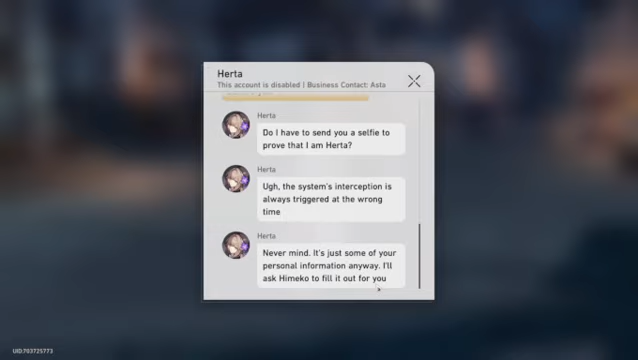 Herta
This account is disabled | Business Contact: Asta
Herta
Do I have to send you a selfie to
prove that I am Herta?
Herta
Ugh, the system's interception is
always triggered at the wrong
time
Herta
Never mind. It's just some of your
personal information anyway. I'll
ask Himeko to fill it out for you
UID:703725773